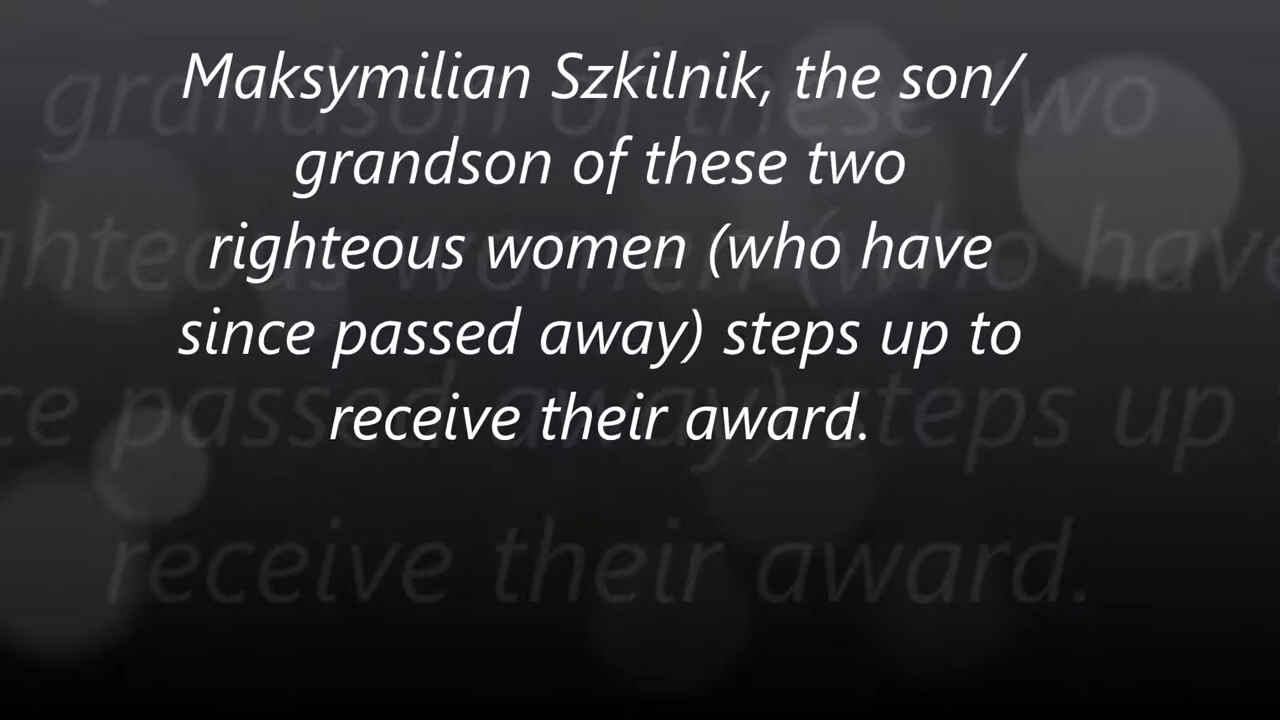 Maksymilian Szkilnik, the son/
grandson of these two
righteous women (who have
since passed away) steps up to
receive their award.